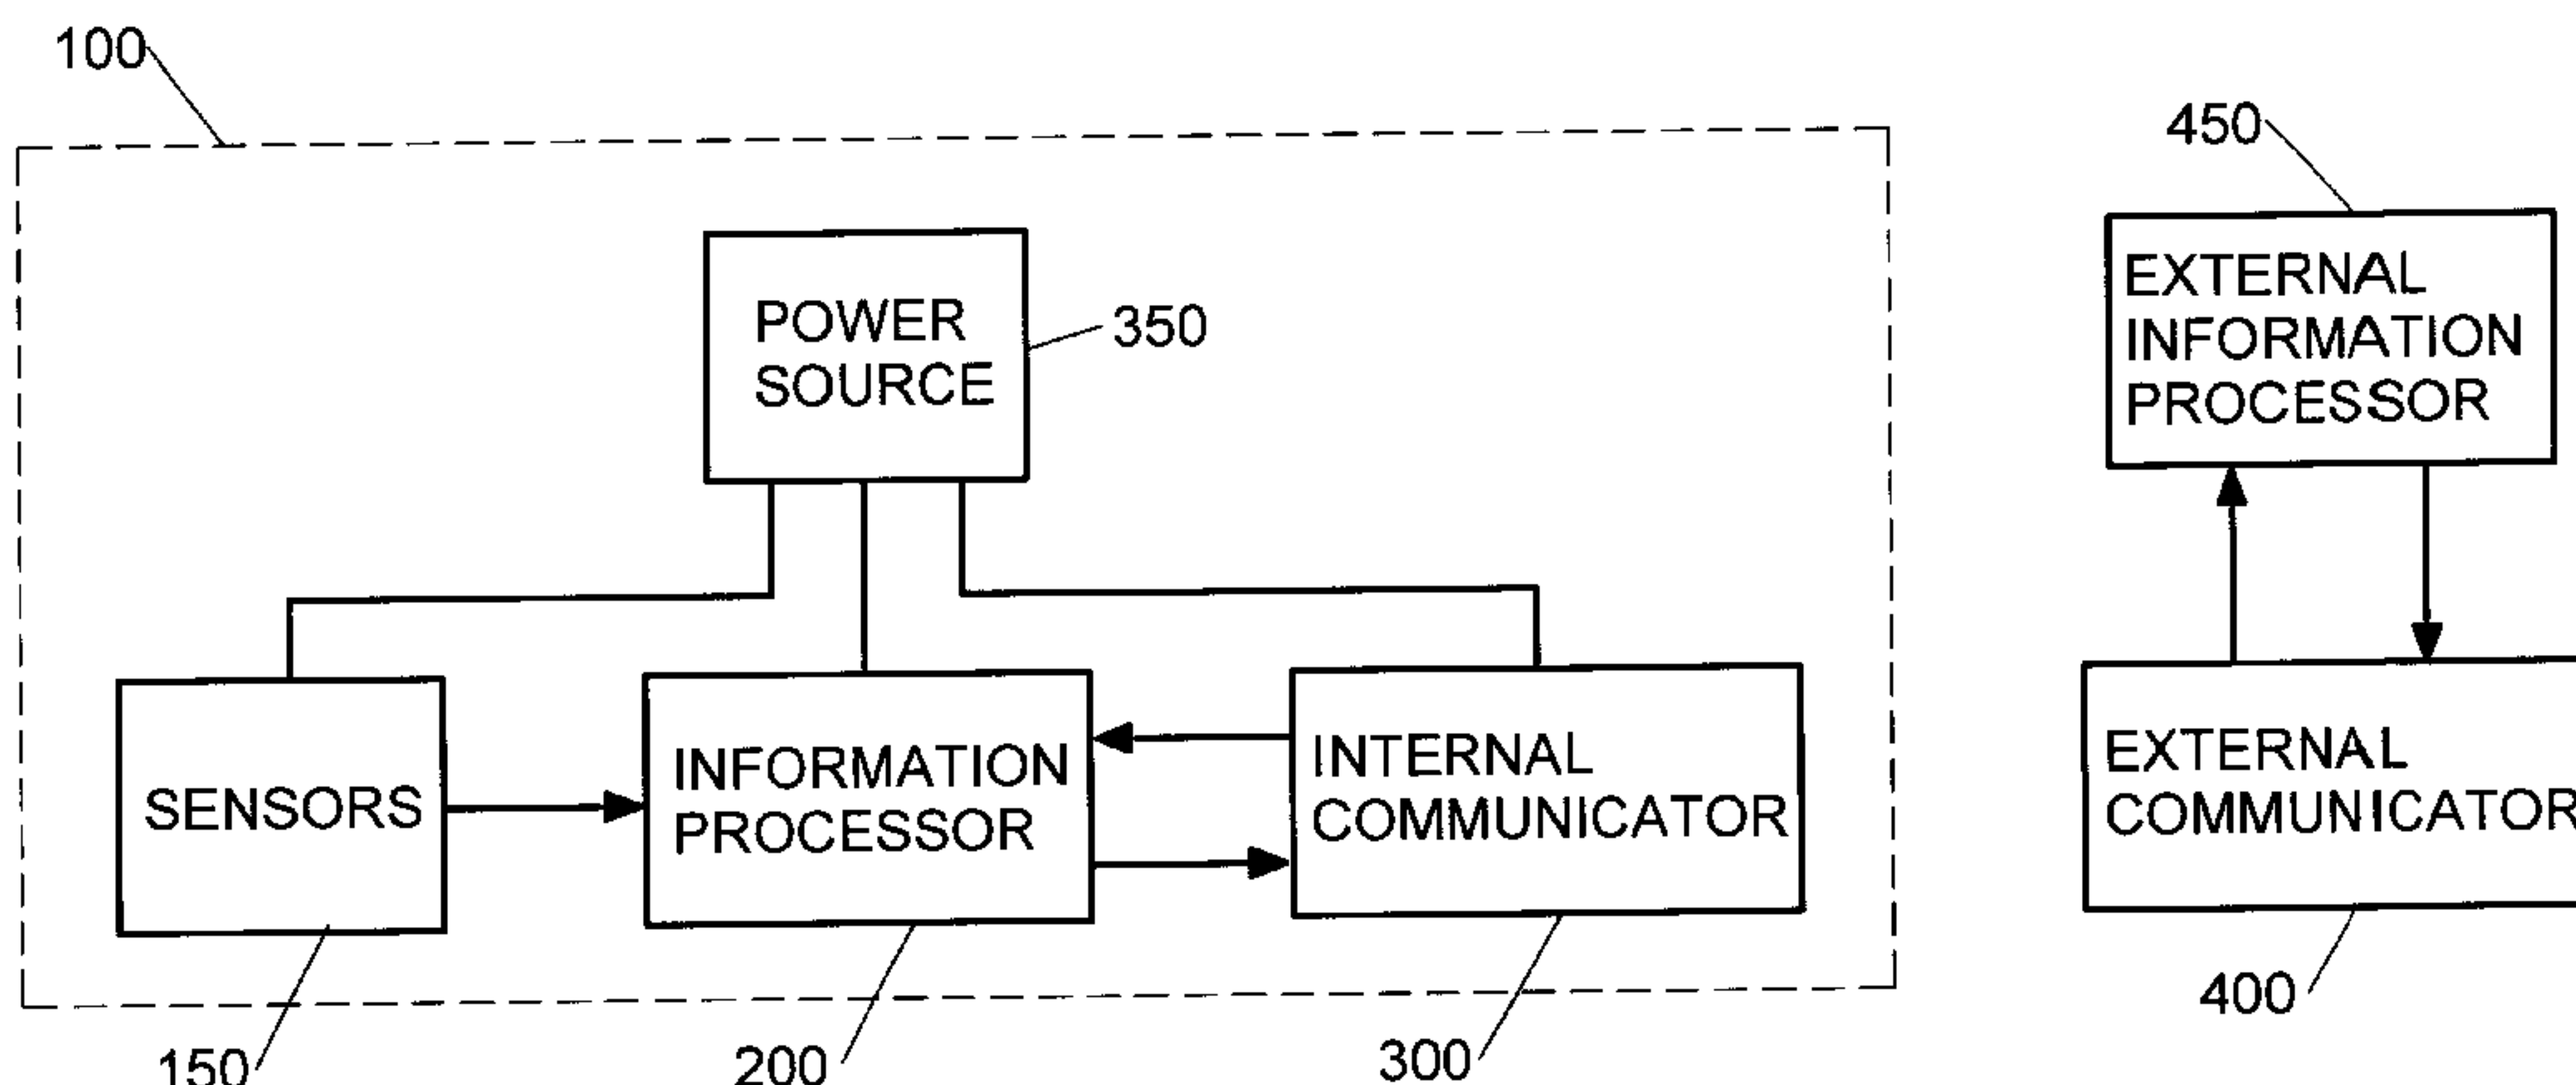 100
450
POWER
SOURCE
350
EXTERNAL
INFORMATION
PROCESSOR
SENSORS
INFORMATION
PROCESSOR
INTERNAL
COMMUNICATOR
EXTERNAL
COMMUNICATOR
150
200
300
400